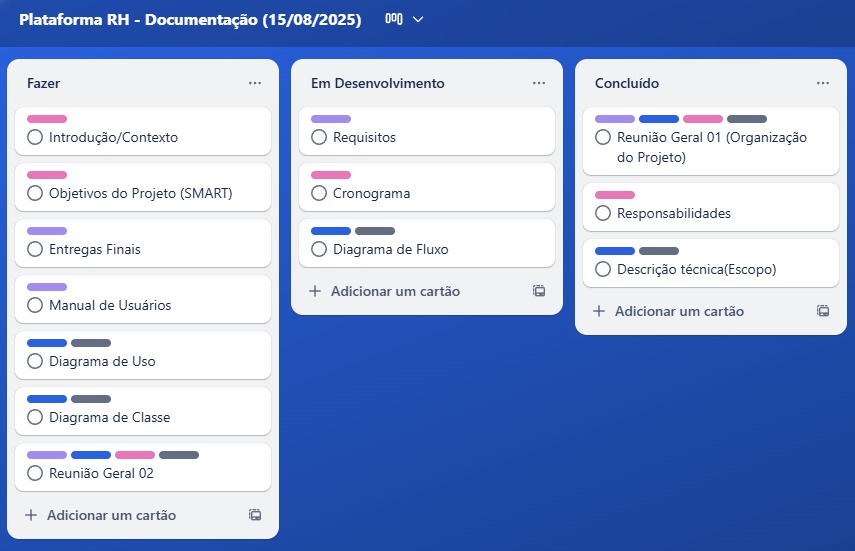 Plataforma RH - Documentação (15/08/2025)
Fazer
Introdução/Contexto
Objetivos do Projeto (SMART)
Entregas Finais
Manual de Usuários
Diagrama de Uso
Diagrama de Classe
Reunião Geral 02
Adicionar um cartão
Em Desenvolvimento
Requisitos
Cronograma
Diagrama de Fluxo
Adicionar um cartão
Concluído
Reunião Geral 01 (Organização
do Projeto)
Responsabilidades
Descrição técnica(Escopo)
Adicionar um cartão